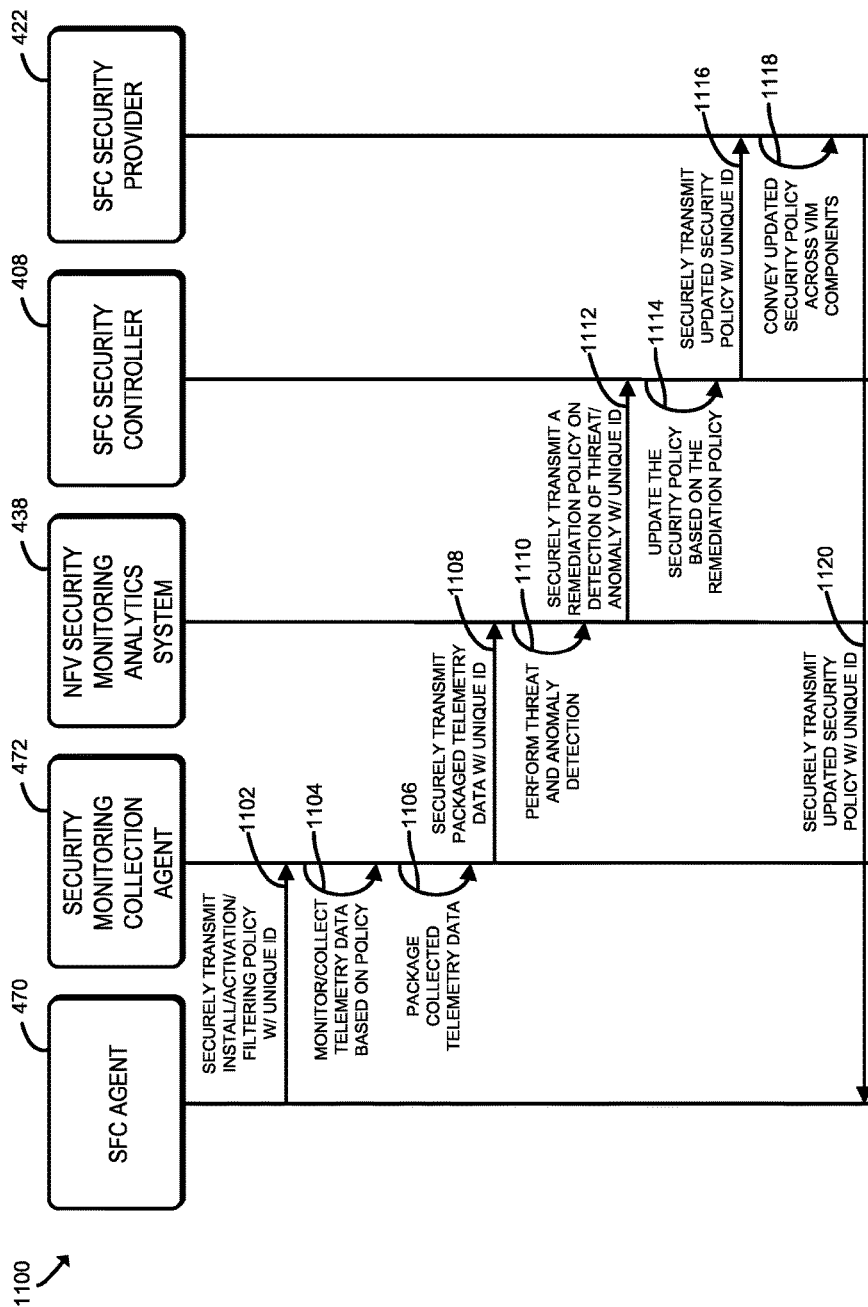 1100
470
SFC AGENT
472
SECURITY
MONITORING
COLLECTION
AGENT
438
NFV SECURITY
MONITORING
ANALYTICS
SYSTEM
408
SFC SECURITY
CONTROLLER
422
SFC SECURITY
PROVIDER
SECURELY TRANSMIT
INSTALL/ACTIVATION/
FILTERING POLICY
W/ UNIQUE ID
1102
MONITOR/COLLECT
TELEMETRY DATA
BASED ON POLICY
1104
PACKAGE
COLLECTED
TELEMETRY DATA
1106
SECURELY TRANSMIT
PACKAGED TELEMETRY
DATA W/ UNIQUE ID
1108
PERFORM THREAT
AND ANOMALY
DETECTION
1110
SECURELY TRANSMIT A
REMEDIATION POLICY ON
DETECTION OF THREAT/
ANOMALY W/ UNIQUE ID
1112
UPDATE THE
SECURITY POLICY
BASED ON THE
REMEDIATION POLICY
1114
SECURELY TRANSMIT
UPDATED SECURITY
POLICY W/ UNIQUE ID
1116
CONVEY UPDATED
SECURITY POLICY
ACROSS VIM
COMPONENTS
1118
SECURELY TRANSMIT
UPDATED SECURITY
POLICY W/ UNIQUE ID
1120